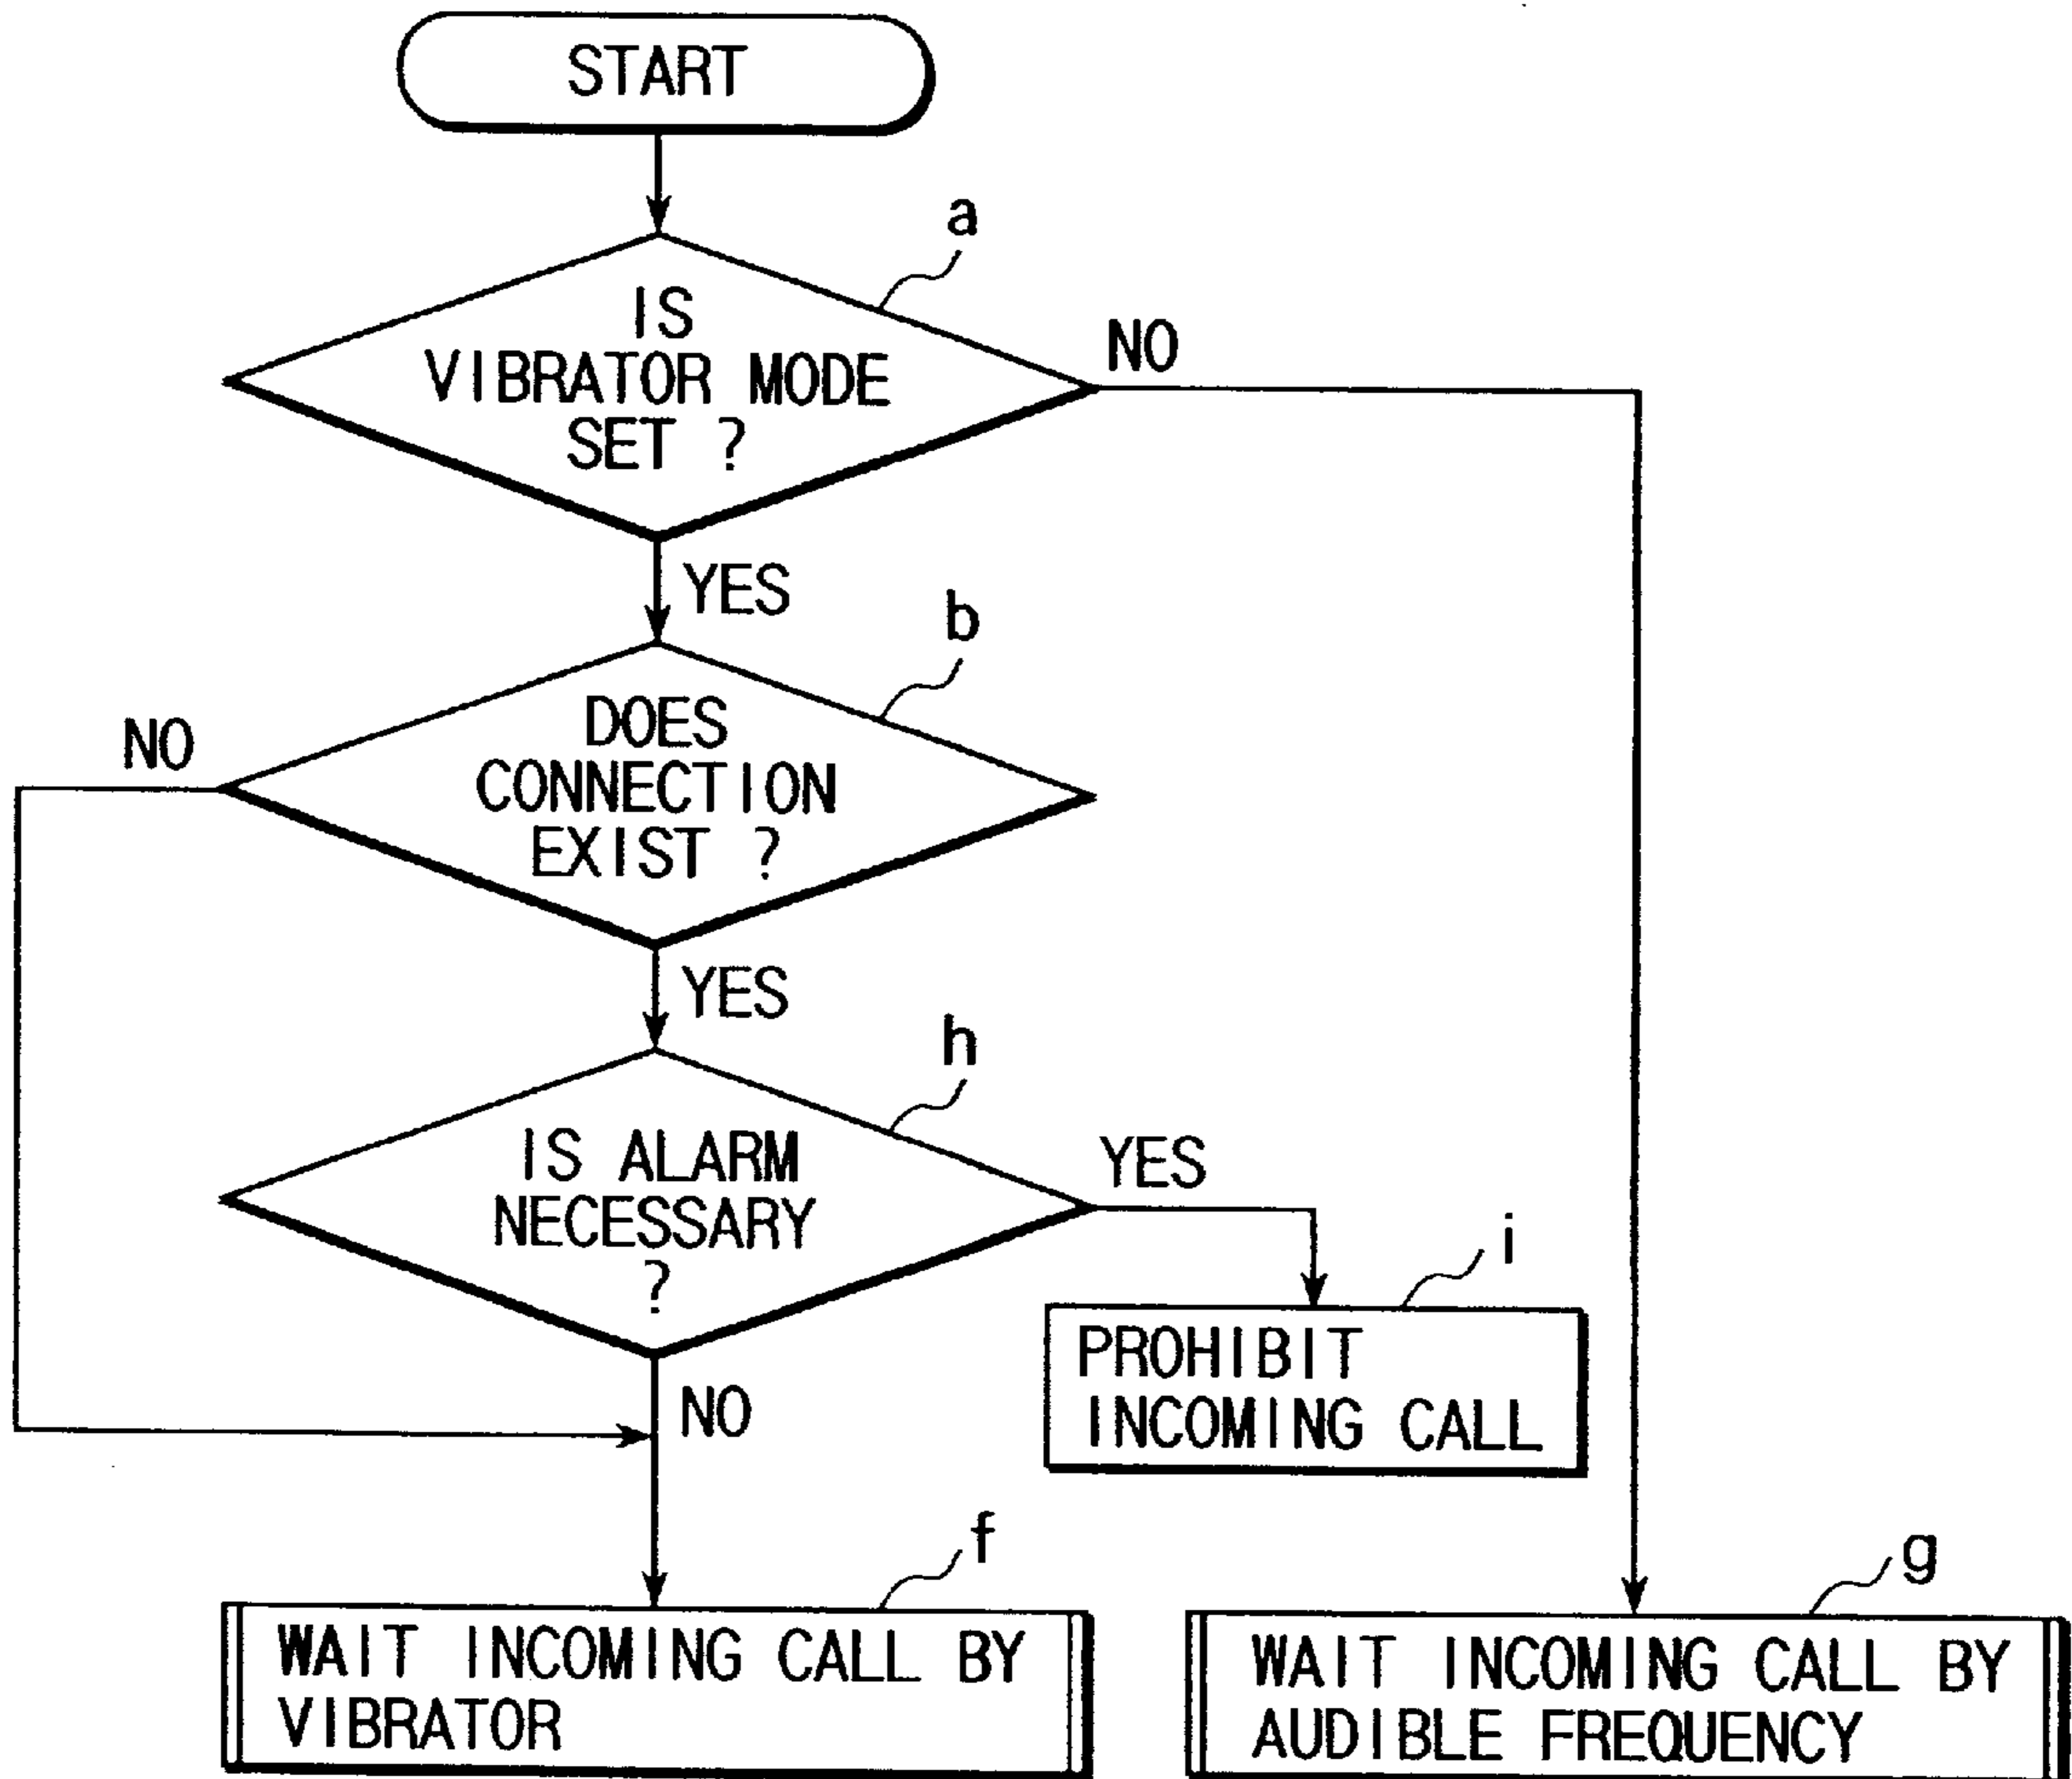 START
a
IS
VIBRATOR MODE
SET ?
NO
YES
b
DOES
CONNECTION
EXIST ?
NO
YES
h
IS ALARM
NECESSARY
?
YES
i
PROHIBIT
INCOMING CALL
NO
f
WAIT INCOMING CALL BY
VIBRATOR
g
WAIT INCOMING CALL BY
AUDIBLE FREQUENCY